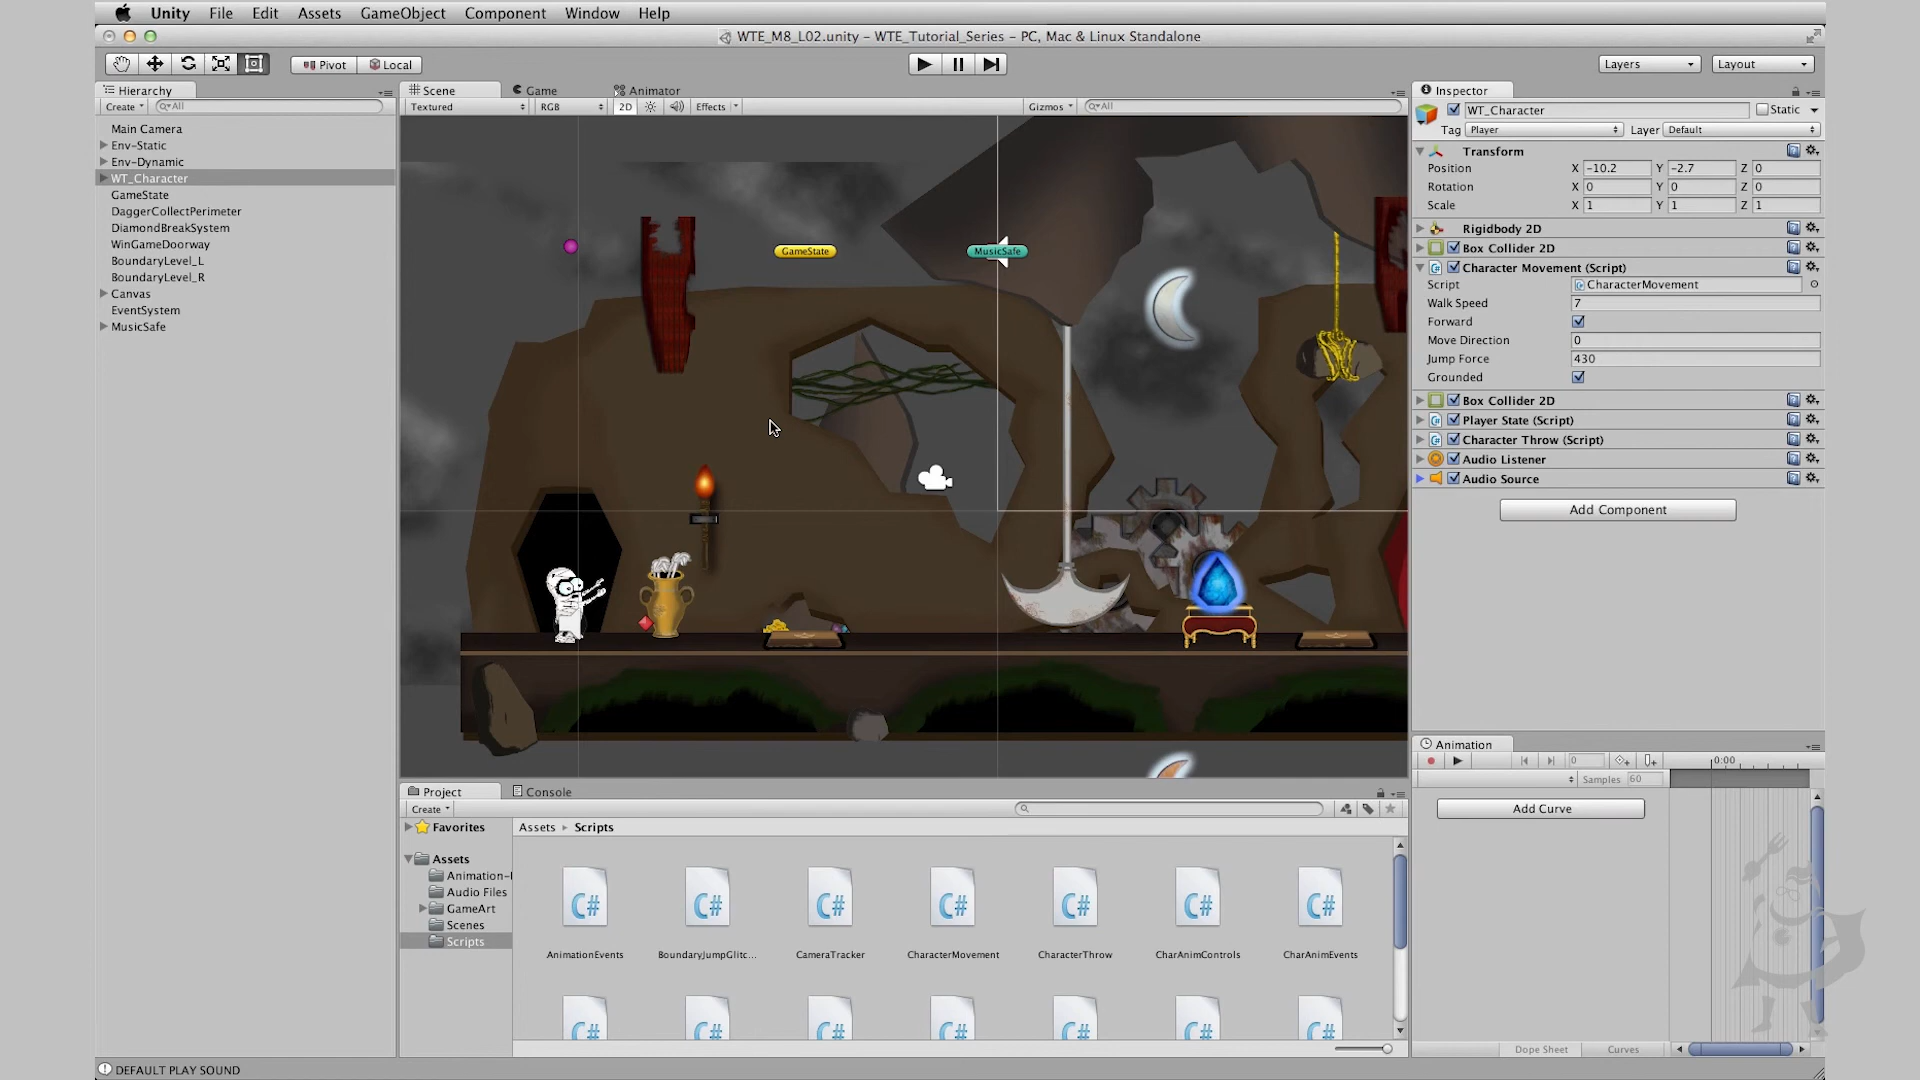 Unity File Edit Assets GameObject Component Window Help
WTE_M8_L02.unity – WTE_Tutorial_Series – PC, Mac & Linux Standalone
Pivot Local Layers Layout
Hierarchy
Create All
Main Camera
Env-Static
Env-Dynamic
WT_Character
GameState
DaggerCollectPerimeter
DiamondBreakSystem
WinGameDoorway
BoundaryLevel_L
BoundaryLevel_R
Canvas
EventSystem
MusicSafe
Scene Game Animator
Textured RGB 2D Effects Gizmos All
GameState
MusicSafe
Inspector
WT_Character Static
Tag Player Layer Default
Transform
Position X -10.2 Y -2.7 Z 0
Rotation X 0 Y 0 Z 0
Scale X 1 Y 1 Z 1
Rigidbody 2D
Box Collider 2D
Character Movement (Script)
Script CharacterMovement
Walk Speed 7
Forward
Move Direction 0
Jump Force 430
Grounded
Box Collider 2D
Player State (Script)
Character Throw (Script)
Audio Listener
Audio Source
Add Component
Project Console
Create
Favorites
Assets
Animation-
Audio Files
GameArt
Scenes
Scripts
Assets Scripts
C# C# C# C# C# C# C#
AnimationEvents BoundaryJumpGlitc... CameraTracker CharacterMovement CharacterThrow CharAnimControls CharAnimEvents
C# C# C# C# C# C# C#
Animation
0 0:00
Samples 60
Add Curve
Dope Sheet Curves
DEFAULT PLAY SOUND